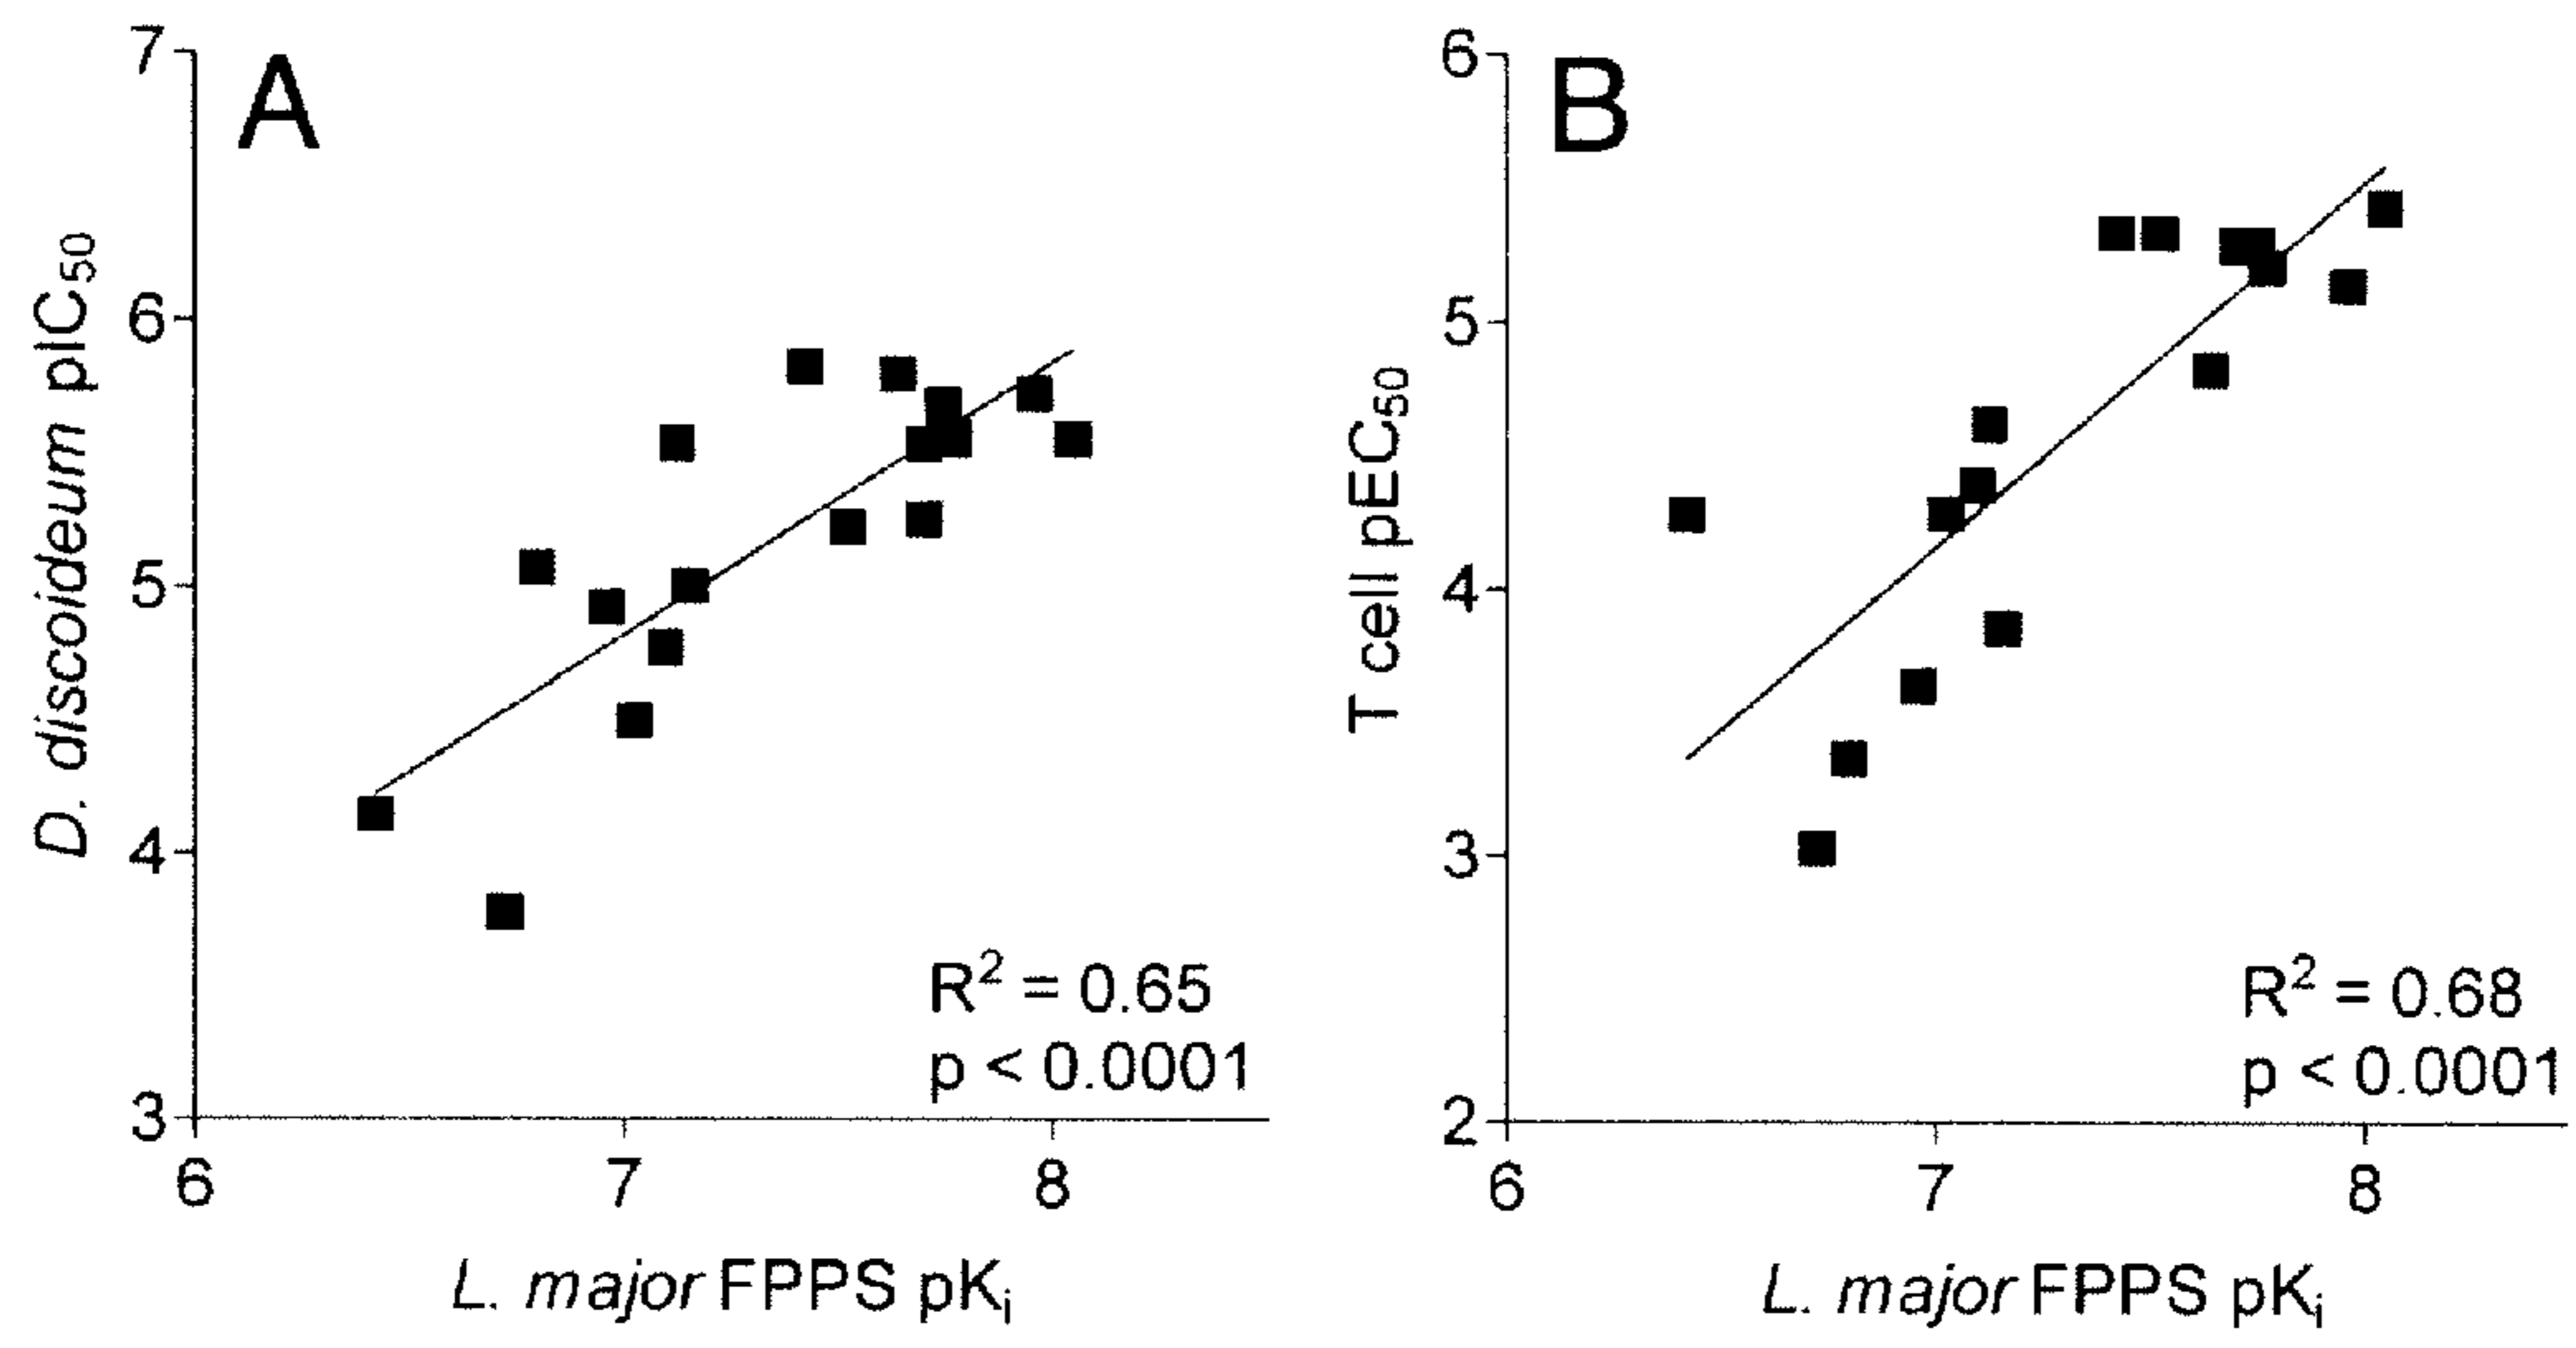 A
7
6
5
4
3
D. discoideum pIC50
R2 = 0.65
p < 0.0001
6 7 8
L. major FPPS pKi
B
6
5
4
3
2
T cell pEC50
R2 = 0.68
p < 0.0001
6 7 8
L. major FPPS pKi